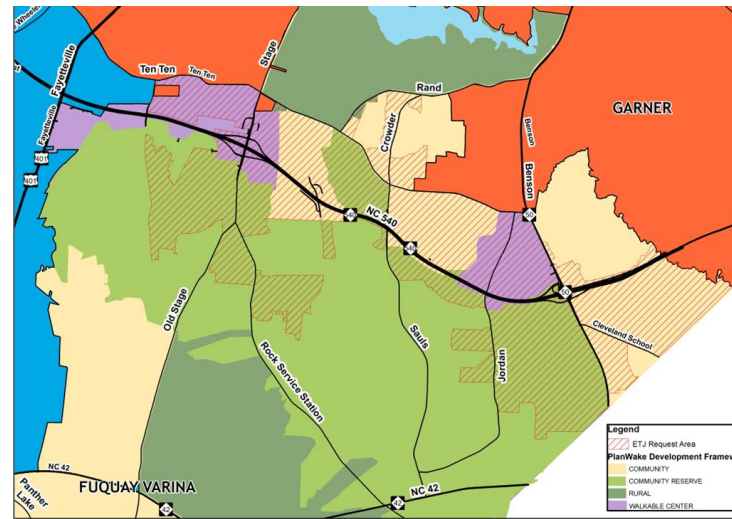 Wheeler
Fayetteville
Ten Ten
Ten Ten
Stage
Rand
Crowder
GARNER
Benson
Benson
Fayetteville
401
401
NC 540
540
540
50
50
Cleveland School
Old Stage
Rock Service Station
Sauls
Jordan
NC 42
NC 42
Panther
Lake
FUQUAY VARINA
42
42
Legend
ETJ Request Area
PlanWake Development Framew
COMMUNITY
COMMUNITY RESERVE
RURAL
WALKABLE CENTER